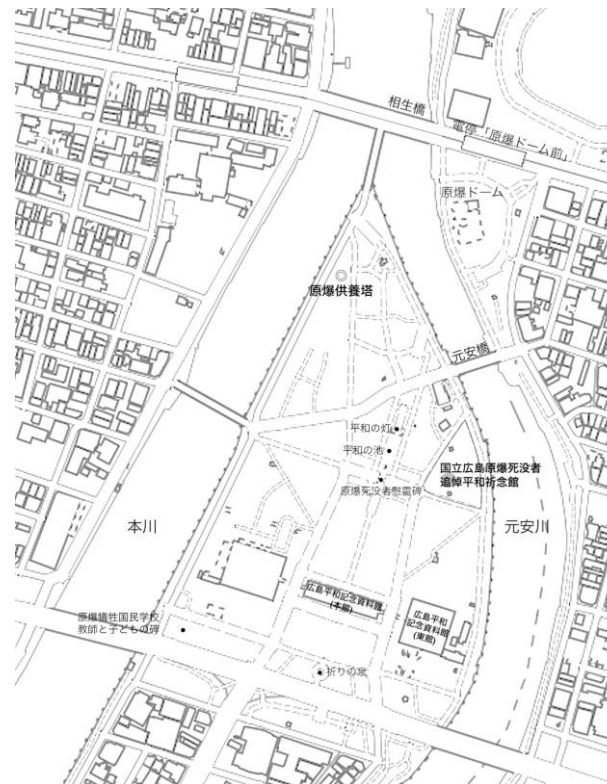 相生橋
電停「原爆ドーム前」
原爆ドーム
原爆供養塔
元安橋
平和の灯
平和の池
国立広島原爆死没者
追悼平和祈念館
原爆死没者慰霊碑
本川
元安川
広島平和記念資料館
(本館)
広島平和
記念資料館
(東館)
原爆犠牲国民学校
教師と子どもの碑
祈りの泉